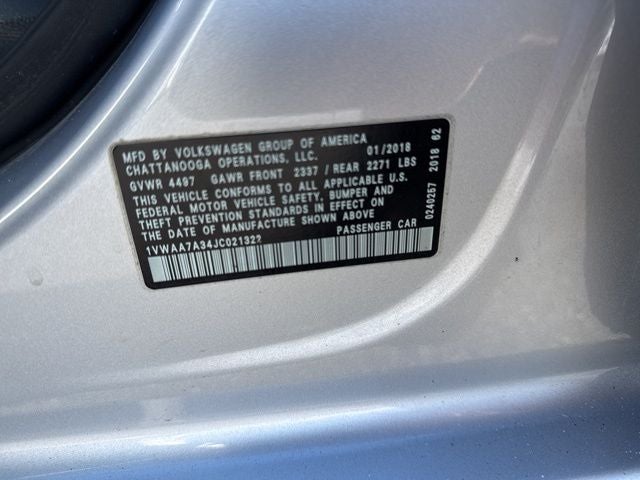 MFD BY VOLKSWAGEN GROUP OF AMERICA 01/2018
CHATTANOOGA OPERATIONS, LLC.
GVWR 4497 GAWR FRONT 2337 / REAR 2271 LBS
THIS VEHICLE CONFORMS TO ALL APPLICABLE U.S.
FEDERAL MOTOR VEHICLE SAFETY, BUMPER AND
THEFT PREVENTION STANDARDS IN EFFECT ON
THE DATE OF MANUFACTURE SHOWN ABOVE
1VWAA7A34JC021322 PASSENGER CAR
0240257 2018 62